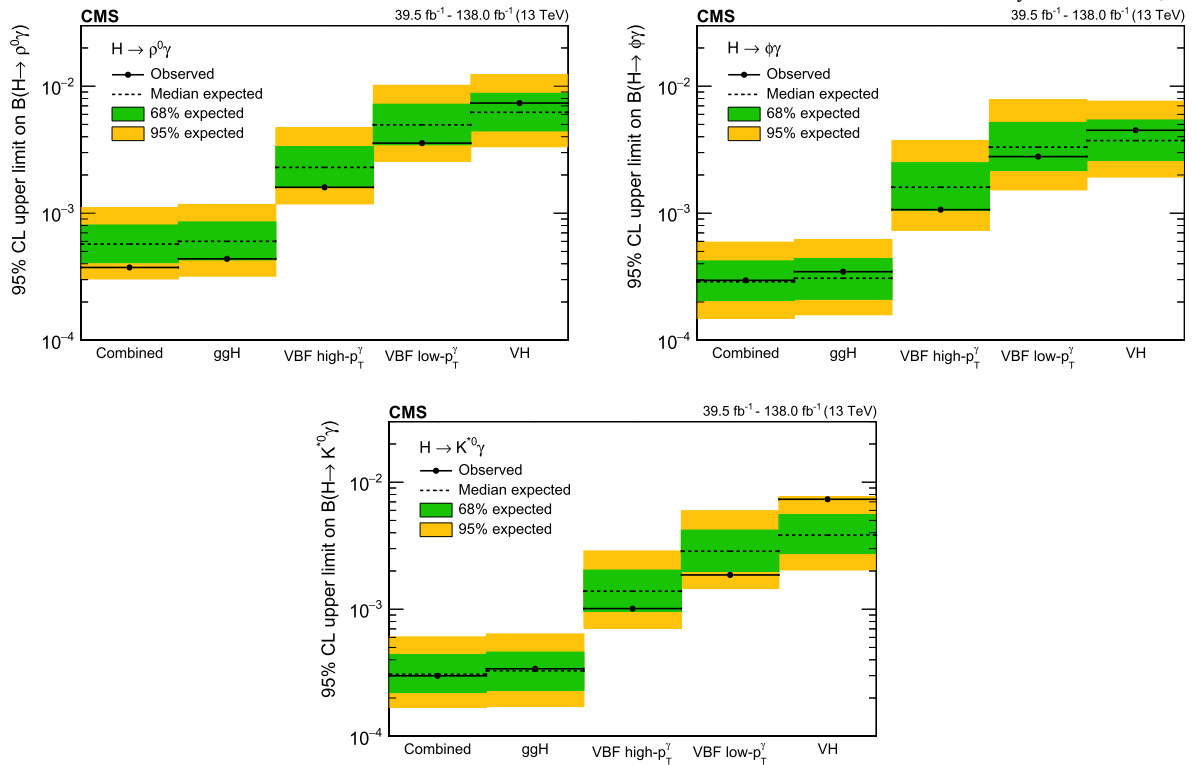 CMS 39.5 fb⁻¹ - 138.0 fb⁻¹ (13 TeV)
95% CL upper limit on B(H→ ρ⁰γ)
H → ρ⁰γ
Observed
Median expected
68% expected
95% expected
10⁻²
10⁻³
10⁻⁴
Combined ggH VBF high-p_T^γ VBF low-p_T^γ VH
CMS 39.5 fb⁻¹ - 138.0 fb⁻¹ (13 TeV)
95% CL upper limit on B(H→ ϕγ)
H → ϕγ
Observed
Median expected
68% expected
95% expected
10⁻²
10⁻³
10⁻⁴
Combined ggH VBF high-p_T^γ VBF low-p_T^γ VH
CMS 39.5 fb⁻¹ - 138.0 fb⁻¹ (13 TeV)
95% CL upper limit on B(H→ K*⁰γ)
H → K*⁰γ
Observed
Median expected
68% expected
95% expected
10⁻²
10⁻³
10⁻⁴
Combined ggH VBF high-p_T^γ VBF low-p_T^γ VH